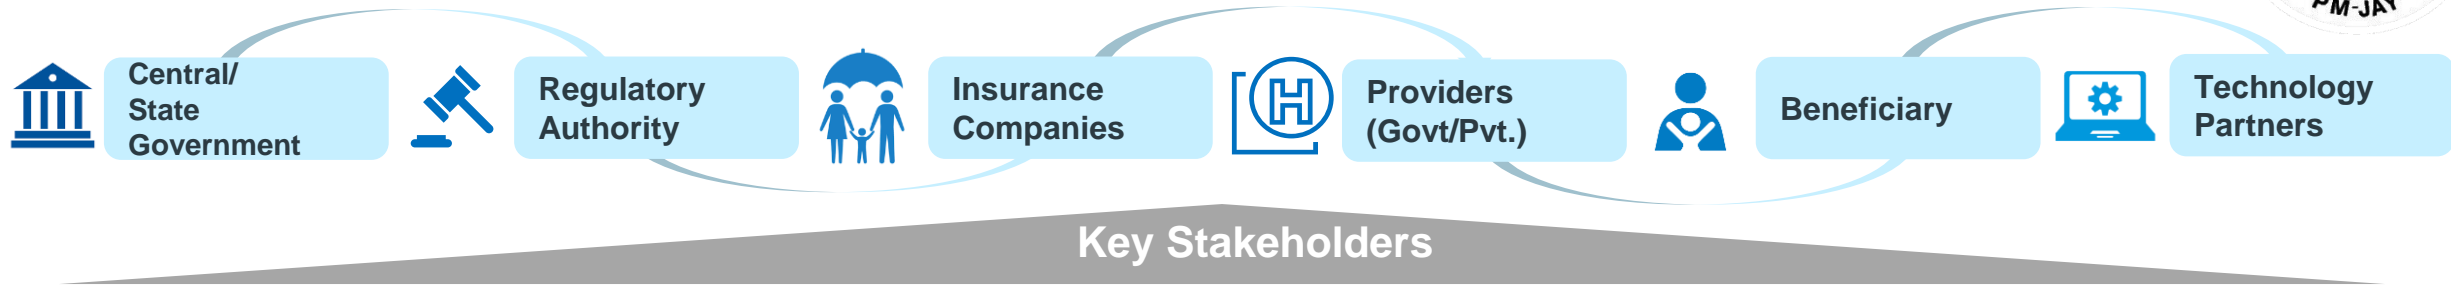 PM-JAY
Central/
State
Government
Regulatory
Authority
Insurance
Companies
Providers
(Govt/Pvt.)
Beneficiary
Technology
Partners
Key Stakeholders